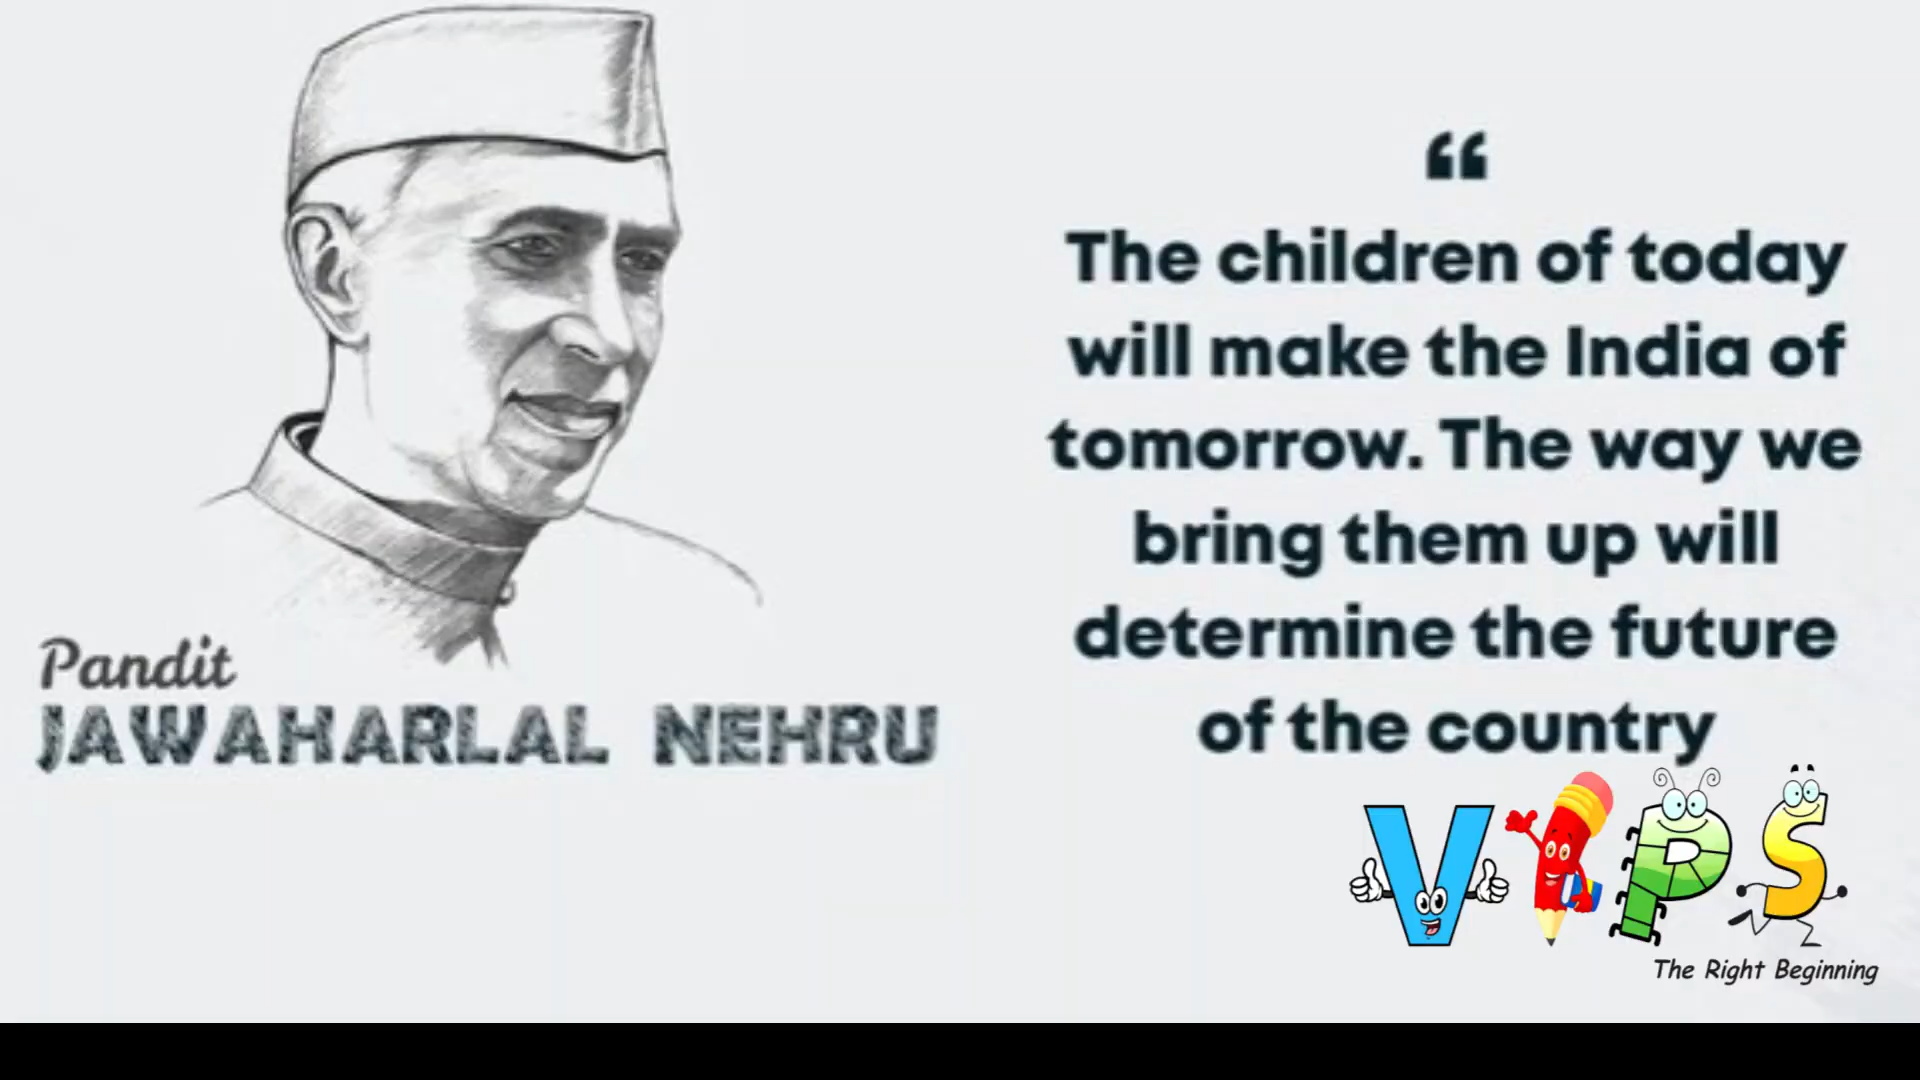 Pandit
JAWAHARLAL NEHRU
“
The children of today
will make the India of
tomorrow. The way we
bring them up will
determine the future
of the country
VIPS
The Right Beginning